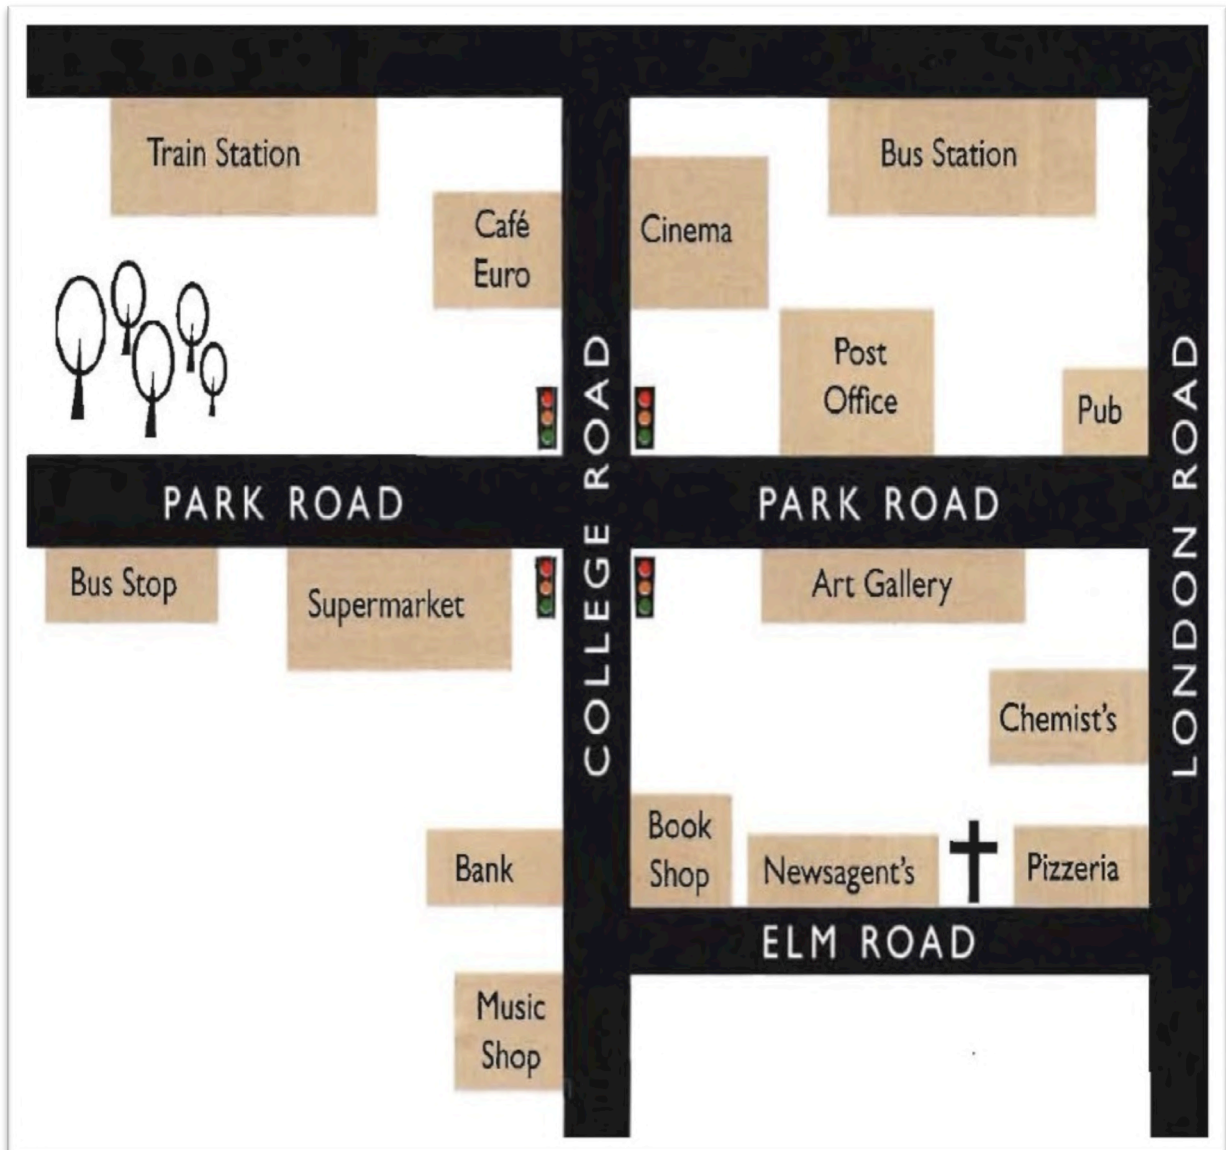 Train Station
Bus Station
Café
Euro
Cinema
Post
Office
Pub
PARK ROAD
PARK ROAD
COLLEGE ROAD
LONDON ROAD
Bus Stop
Supermarket
Art Gallery
Chemist's
Book
Shop
Newsagent's
Pizzeria
Bank
ELM ROAD
Music
Shop